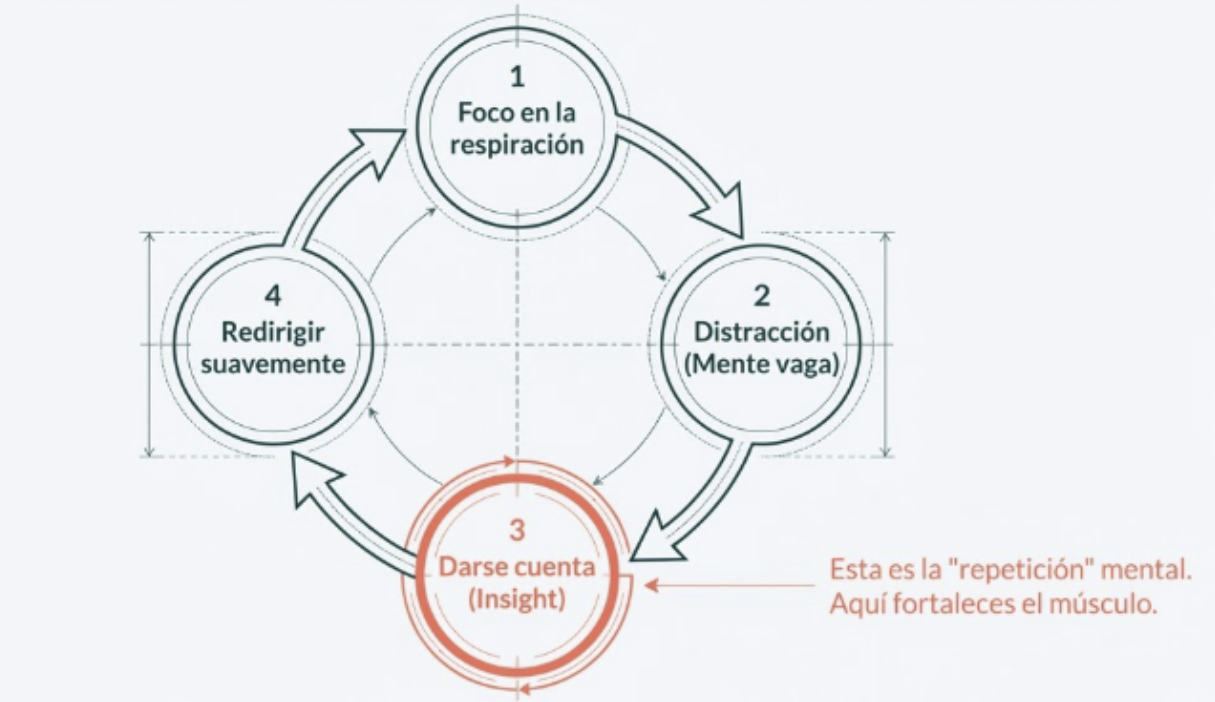 1
Foco en la
respiración
2
Distracción
(Mente vaga)
3
Darse cuenta
(Insight)
4
Redirigir
suavemente
Esta es la "repetición" mental.
Aquí fortaleces el músculo.